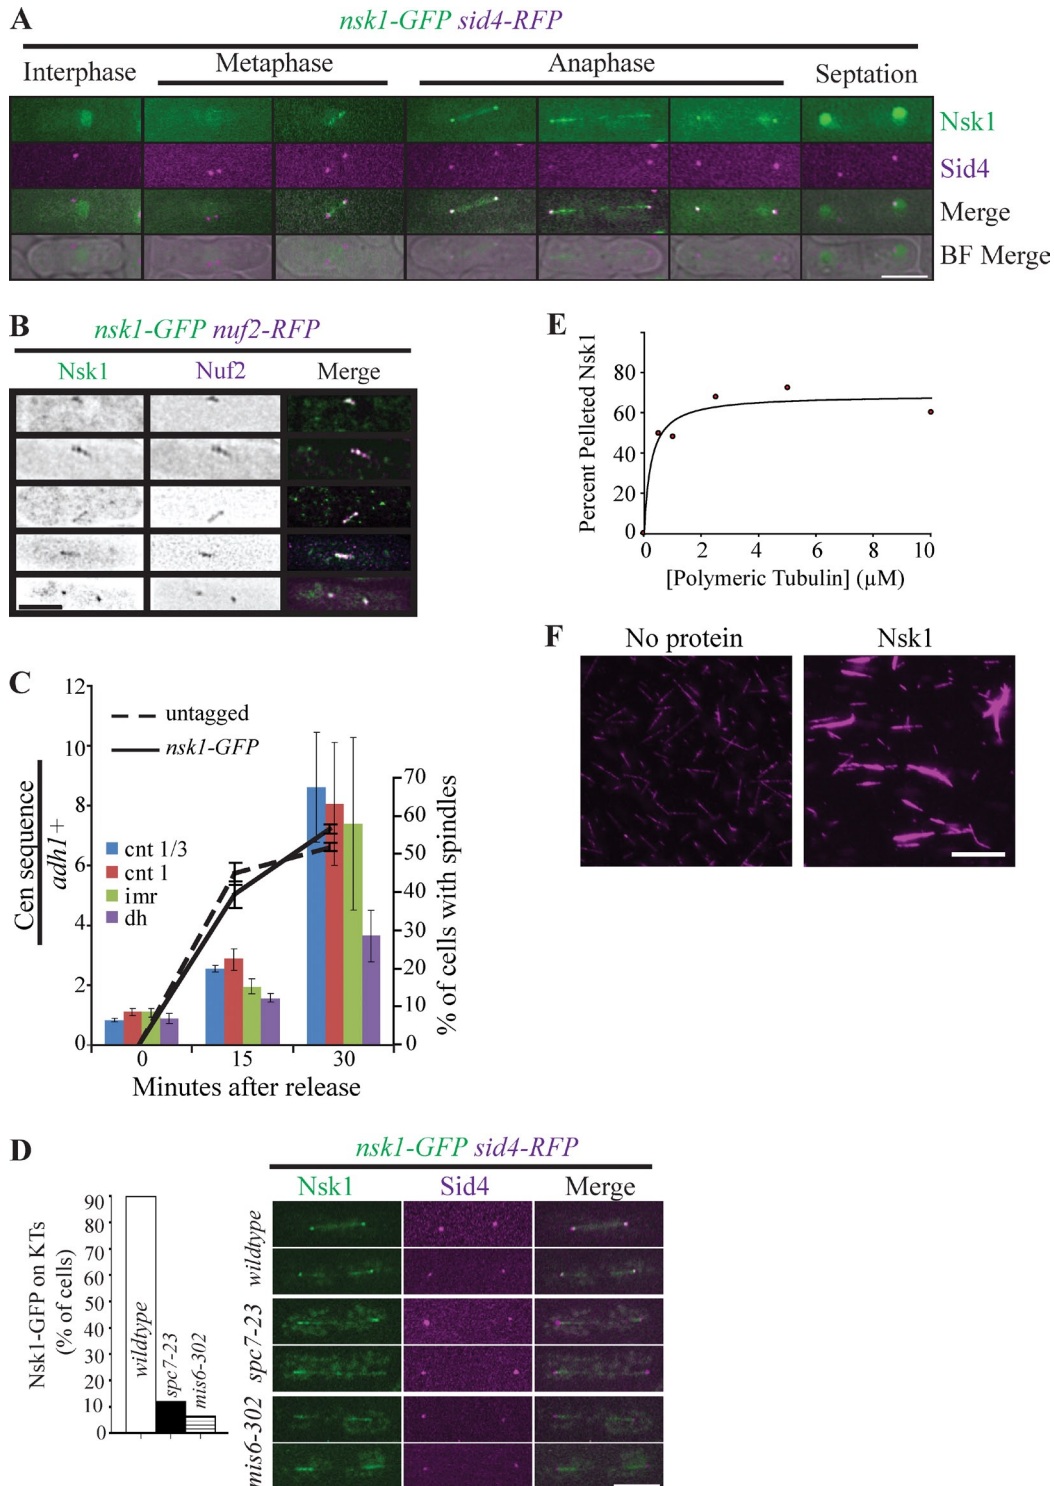 A
nsk1-GFP sid4-RFP
Interphase
Metaphase
Anaphase
Septation
Nsk1
Sid4
Merge
BF Merge
B
nsk1-GFP nuf2-RFP
Nsk1 Nuf2 Merge
E
Percent Pelleted Nsk1
80
60
40
20
0
0 2 4 6 8 10
[Polymeric Tubulin] (µM)
F
No protein Nsk1
C
Cen sequence
adh1+
12
10
8
6
4
2
0
untagged
nsk1-GFP
cnt 1/3
cnt 1
imr
dh
70
60
50
40
30
20
10
0
% of cells with spindles
0 15 30
Minutes after release
D
Nsk1-GFP on KTs
(% of cells)
90
80
70
60
50
40
30
20
10
0
wildtype
spc7-23
mis6-302
nsk1-GFP sid4-RFP
Nsk1 Sid4 Merge
wildtype
spc7-23
mis6-302